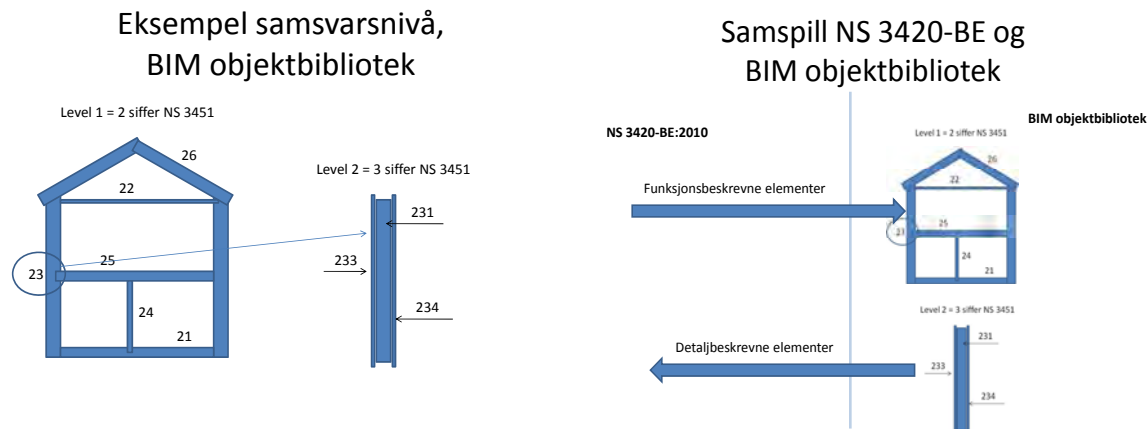 Eksempel samsvarsnivå,
BIM objektbibliotek
Level 1 = 2 siffer NS 3451
26
22
Level 2 = 3 siffer NS 3451
231
25
23
233
24
234
21
Samspill NS 3420-BE og
BIM objektbibliotek
NS 3420-BE:2010
BIM objektbibliotek
Level 1 = 2 siffer NS 3451
26
22
Funksjonsbeskrevne elementer
25
23
24
21
Level 2 = 3 siffer NS 3451
231
Detaljbeskrevne elementer
233
234